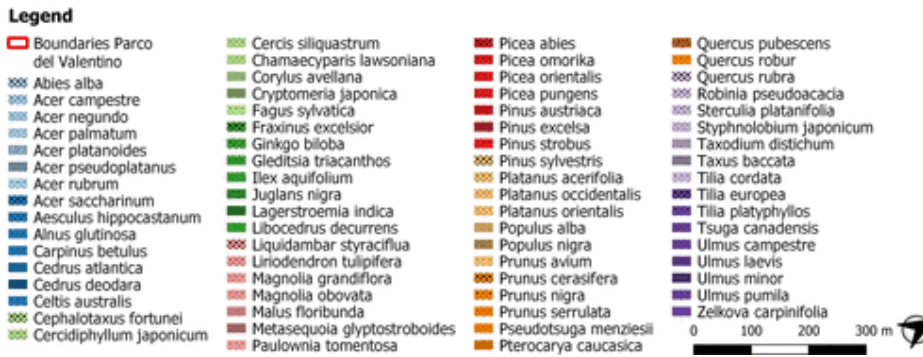 Legend
Boundaries Parco
del Valentino
Abies alba
Acer campestre
Acer negundo
Acer palmatum
Acer platanoides
Acer pseudoplatanus
Acer rubrum
Acer saccharinum
Aesculus hippocastanum
Alnus glutinosa
Carpinus betulus
Cedrus atlantica
Cedrus deodara
Celtis australis
Cephalotaxus fortunei
Cercidiphyllum japonicum
Cercis siliquastrum
Chamaecyparis lawsoniana
Corylus avellana
Cryptomeria japonica
Fagus sylvatica
Fraxinus excelsior
Ginkgo biloba
Gleditsia triacanthos
Ilex aquifolium
Juglans nigra
Lagerstroemia indica
Libocedrus decurrens
Liquidambar styraciflua
Liriodendron tulipifera
Magnolia grandiflora
Magnolia obovata
Malus floribunda
Metasequoia glyptostroboides
Paulownia tomentosa
Picea abies
Picea omorika
Picea orientalis
Picea pungens
Pinus austriaca
Pinus excelsa
Pinus strobus
Pinus sylvestris
Platanus acerifolia
Platanus occidentalis
Platanus orientalis
Populus alba
Populus nigra
Prunus avium
Prunus cerasifera
Prunus nigra
Prunus serrulata
Pseudotsuga menziesii
Pterocarya caucasica
Quercus pubescens
Quercus robur
Quercus rubra
Robinia pseudoacacia
Sterculia platanifolia
Styphnolobium japonicum
Taxodium distichum
Taxus baccata
Tilia cordata
Tilia europea
Tilia platyphyllos
Tsuga canadensis
Ulmus campestre
Ulmus laevis
Ulmus minor
Ulmus pumila
Zelkova carpinifolia
0 100 200 300 m